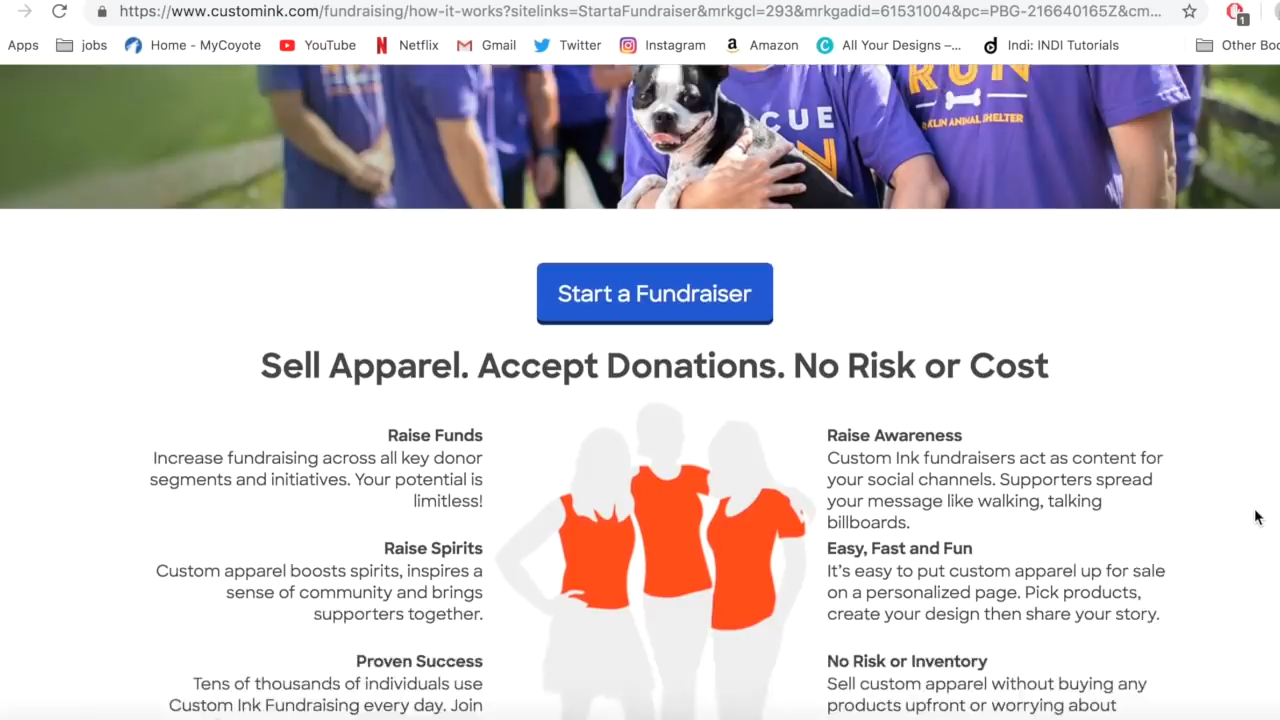 https://www.customink.com/fundraising/how-it-works?sitelinks=StartaFundraiser&mrkgcl=293&mrkgadid=61531004&pc=PBG-216640165Z&cm...
1
Apps jobs Home - MyCoyote YouTube Netflix Gmail Twitter Instagram Amazon All Your Designs –... Indi: INDI Tutorials Other Boo
RUN
CUE
KLIN ANIMAL SHELTER
Start a Fundraiser
Sell Apparel. Accept Donations. No Risk or Cost
Raise Funds
Increase fundraising across all key donor
segments and initiatives. Your potential is
limitless!
Raise Awareness
Custom Ink fundraisers act as content for
your social channels. Supporters spread
your message like walking, talking
billboards.
Raise Spirits
Custom apparel boosts spirits, inspires a
sense of community and brings
supporters together.
Easy, Fast and Fun
It's easy to put custom apparel up for sale
on a personalized page. Pick products,
create your design then share your story.
Proven Success
Tens of thousands of individuals use
Custom Ink Fundraising every day. Join
No Risk or Inventory
Sell custom apparel without buying any
products upfront or worrying about